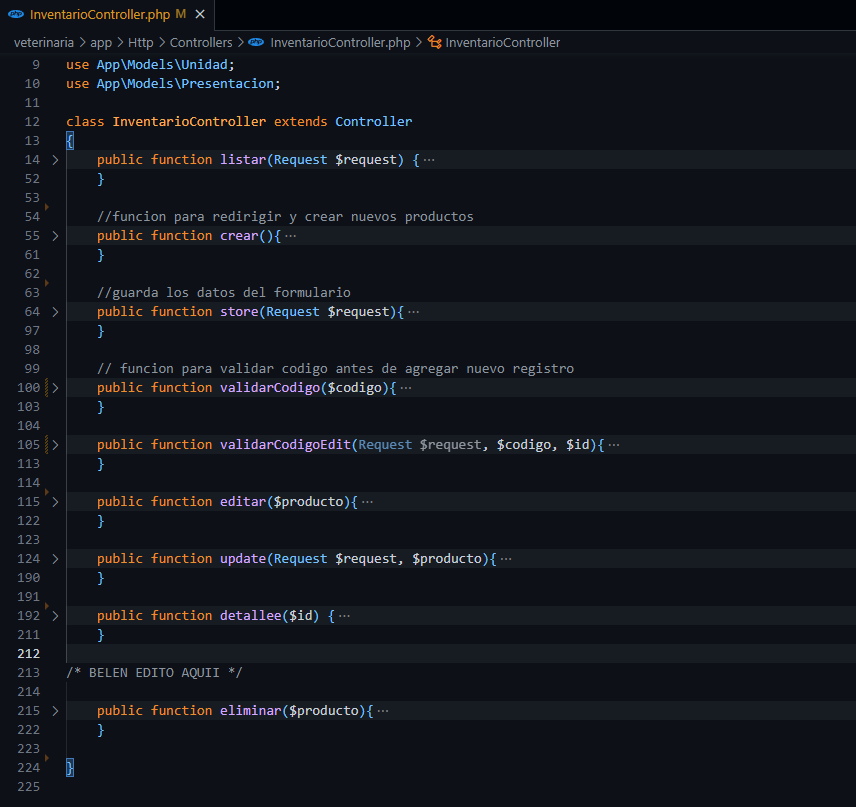 InventarioController.php M ×
veterinaria > app > Http > Controllers > InventarioController.php > InventarioController
9 use App\Models\Unidad;
10 use App\Models\Presentacion;
11
12 class InventarioController extends Controller
13 {
14 public function listar(Request $request) { ⋯
52 }
53
54 //funcion para redirigir y crear nuevos productos
55 public function crear(){ ⋯
61 }
62
63 //guarda los datos del formulario
64 public function store(Request $request){ ⋯
97 }
98
99 // funcion para validar codigo antes de agregar nuevo registro
100 public function validarCodigo($codigo){ ⋯
103 }
104
105 public function validarCodigoEdit(Request $request, $codigo, $id){ ⋯
113 }
114
115 public function editar($producto){ ⋯
122 }
123
124 public function update(Request $request, $producto){ ⋯
190 }
191
192 public function detallee($id) { ⋯
211 }
212
213 /* BELEN EDITO AQUII */
214
215 public function eliminar($producto){ ⋯
222 }
223
224 }
225